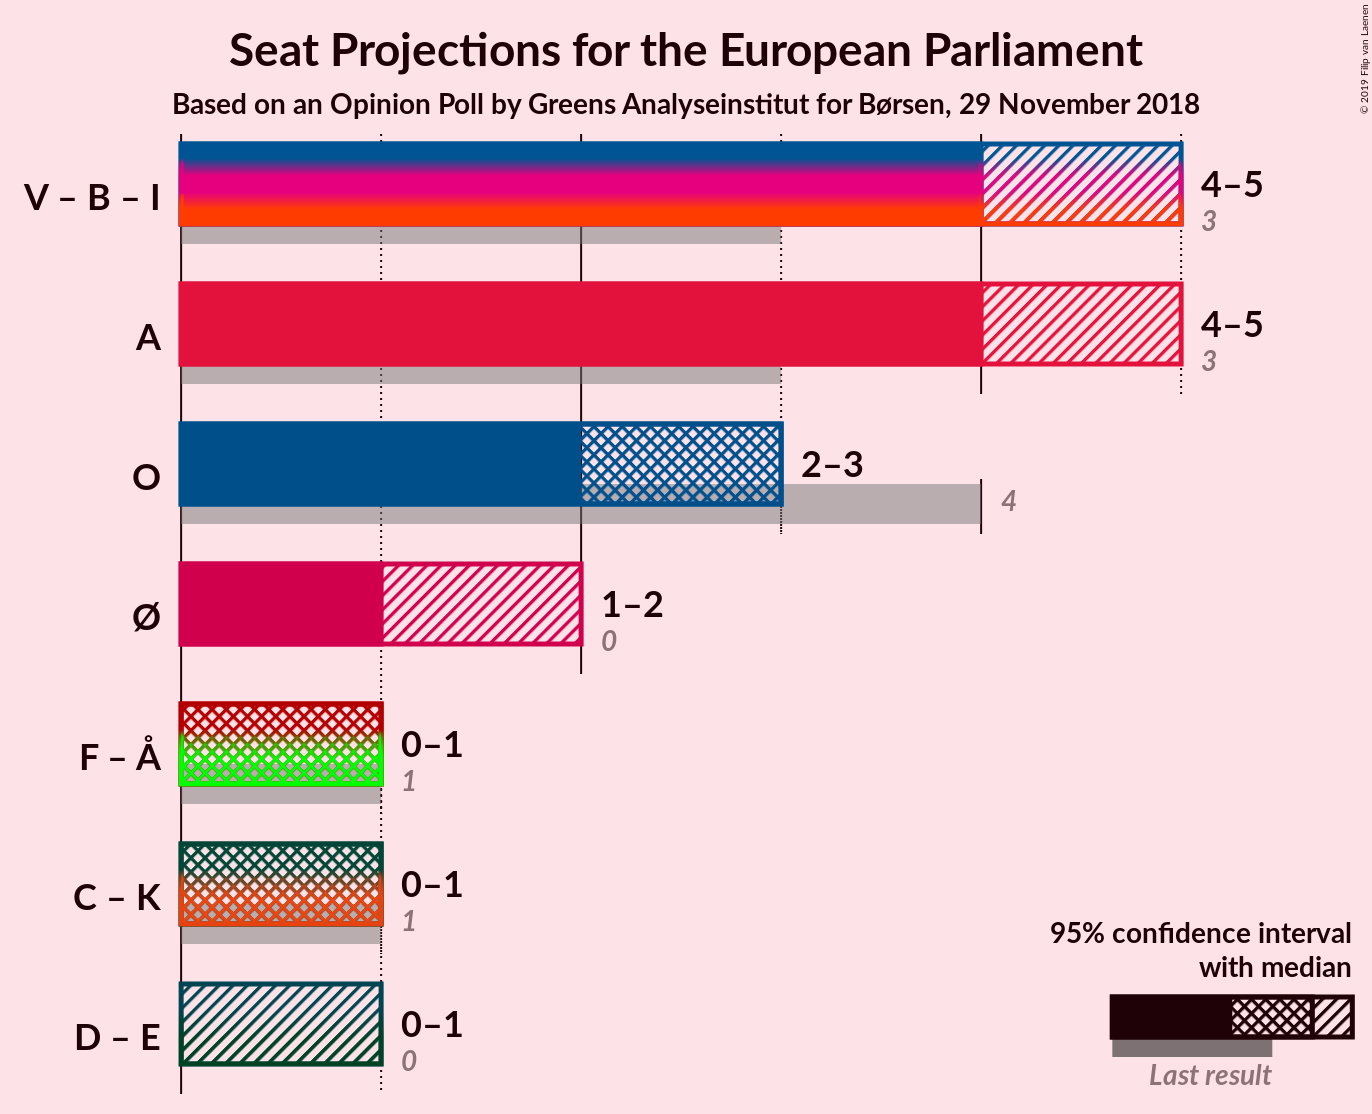 Seat Projections for the European Parliament
Based on an Opinion Poll by Greens Analyseinstitut for Børsen, 29 November 2018
© 2019 Filip van Laenen
V – B – I
4–5
3
A
4–5
3
O
2–3
4
Ø
1–2
0
F – Å
0–1
1
C – K
0–1
1
D – E
0–1
0
95% confidence interval
with median
Last result